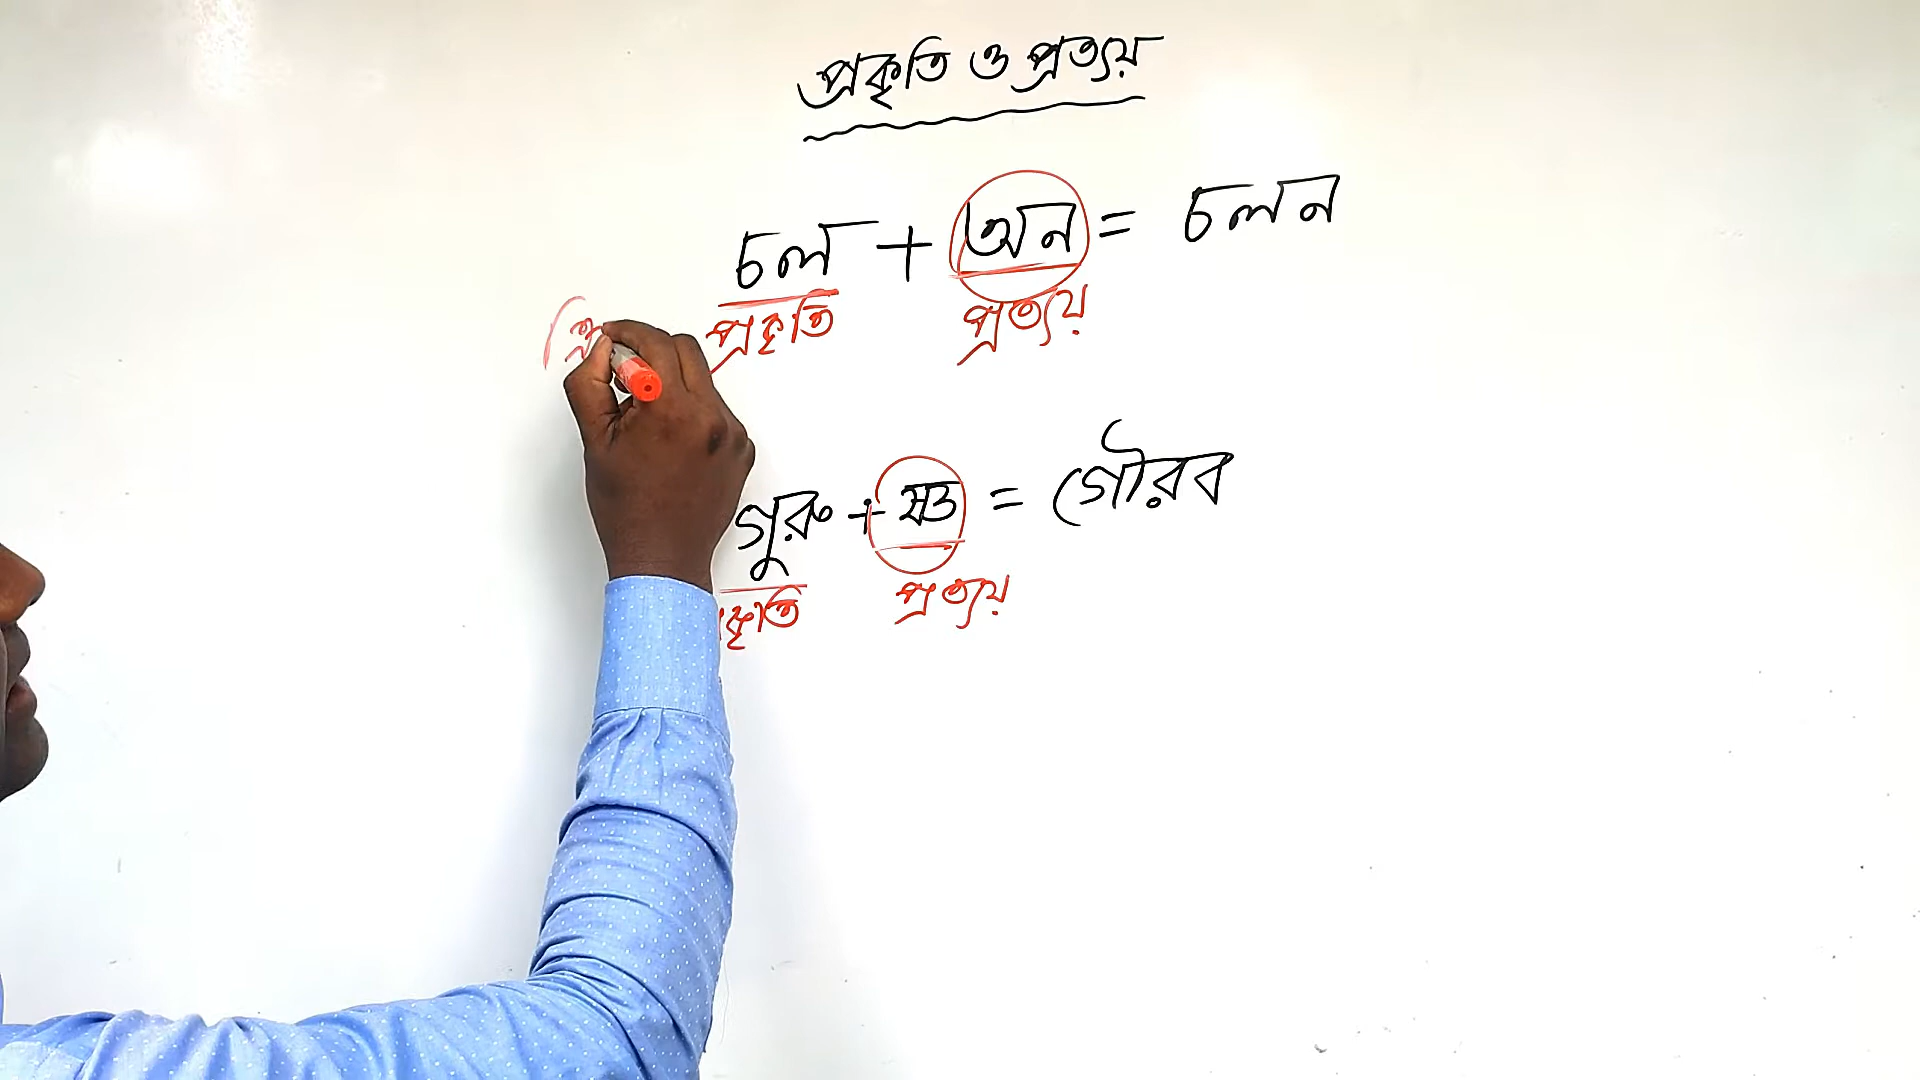 প্রকৃতি ও প্রত্যয়
চল + অন = চলন
প্রকৃতি প্রত্যয়
গুরু + ষ্ণ = গৌরব
প্রত্যয়